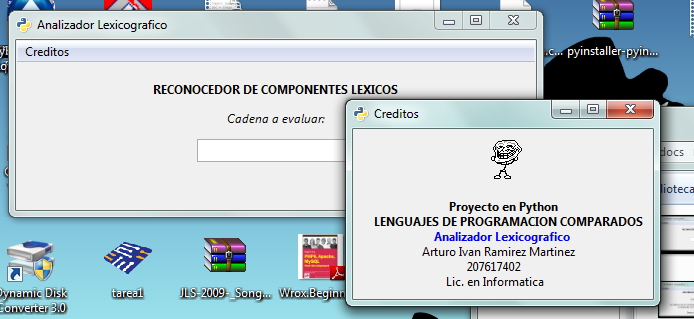 Analizador Lexicografico
Creditos
RECONOCEDOR DE COMPONENTES LEXICOS
Cadena a evaluar:
pyinstaller-pyin...
Creditos
Proyecto en Python
LENGUAJES DE PROGRAMACION COMPARADOS
Analizador Lexicografico
Arturo Ivan Ramirez Martinez
207617402
Lic. en Informatica
docs
Dynamic Disk
Converter 3.0
tarea1
JLS-2009-_Song...
Wrox.Beginn